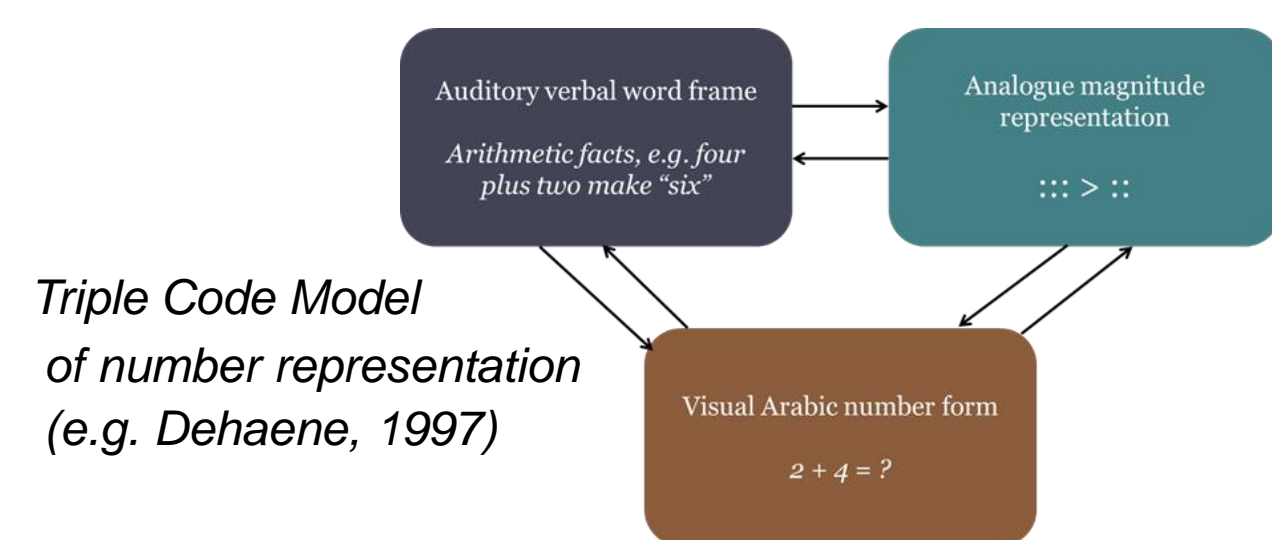 Auditory verbal word frame
Arithmetic facts, e.g. four
plus two make “six”
Analogue magnitude
representation
::: > ::
Triple Code Model
of number representation
(e.g. Dehaene, 1997)
Visual Arabic number form
2 + 4 = ?